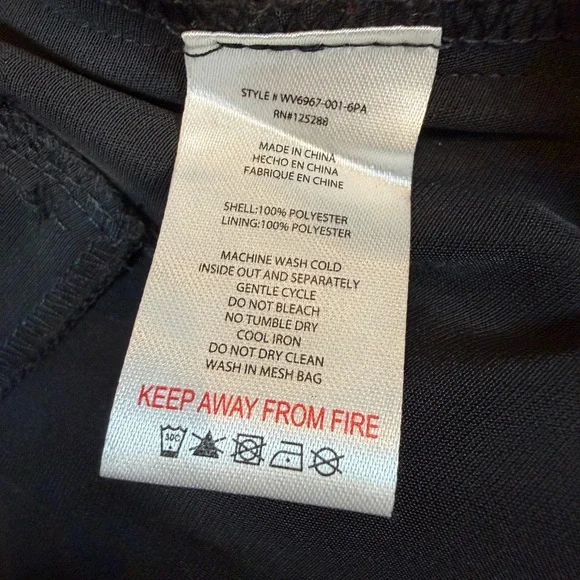 STYLE # WV6967-001-6PA
RN#125288
MADE IN CHINA
HECHO EN CHINA
FABRIQUÉ EN CHINE
SHELL:100% POLYESTER
LINING:100% POLYESTER
MACHINE WASH COLD
INSIDE OUT AND SEPARATELY
GENTLE CYCLE
DO NOT BLEACH
NO TUMBLE DRY
COOL IRON
DO NOT DRY CLEAN
WASH IN MESH BAG
KEEP AWAY FROM FIRE
30C